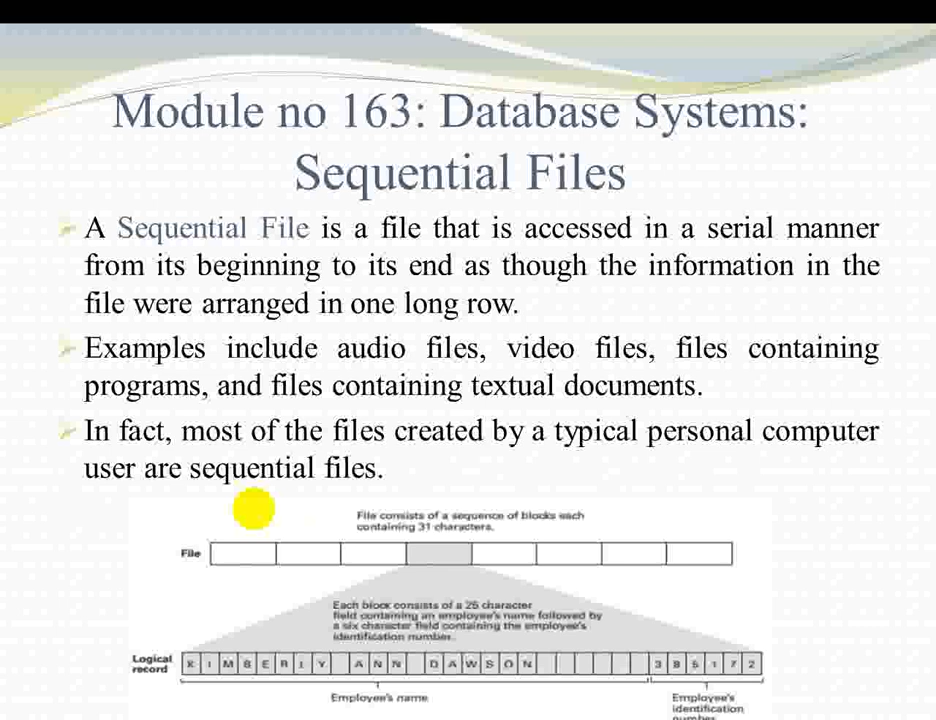 Module no 163: Database Systems:
Sequential Files
A Sequential File is a file that is accessed in a serial manner
from its beginning to its end as though the information in the
file were arranged in one long row.
Examples include audio files, video files, files containing
programs, and files containing textual documents.
In fact, most of the files created by a typical personal computer
user are sequential files.
File consists of a sequence of blocks each
containing 31 characters.
File
Each block consists of a 25 character
field containing an employee's name followed by
a six character field containing the employee's
identification number.
Logical
record
K I M B E R L Y A N N D A W S O N 3 8 5 1 7 2
Employee's name
Employee's
identification
number